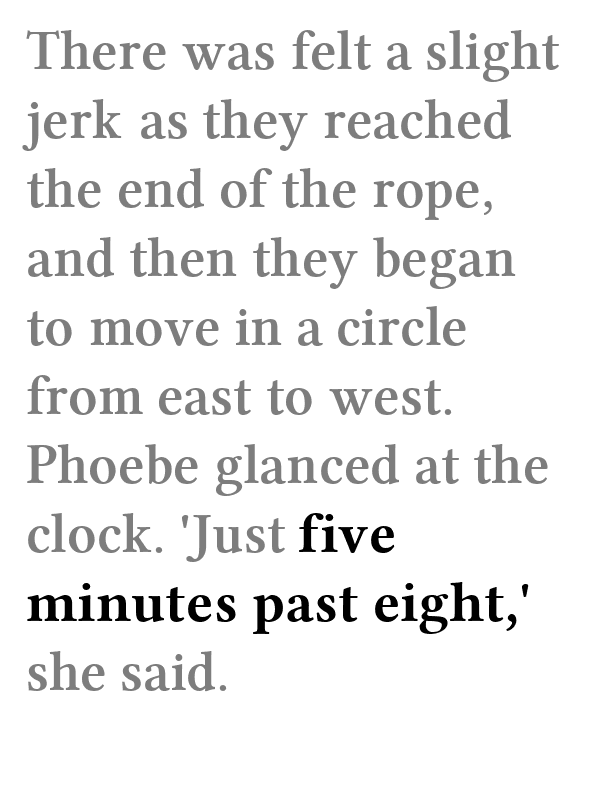 There was felt a slight
jerk as they reached
the end of the rope,
and then they began
to move in a circle
from east to west.
Phoebe glanced at the
clock. 'Just five
minutes past eight,'
she said.